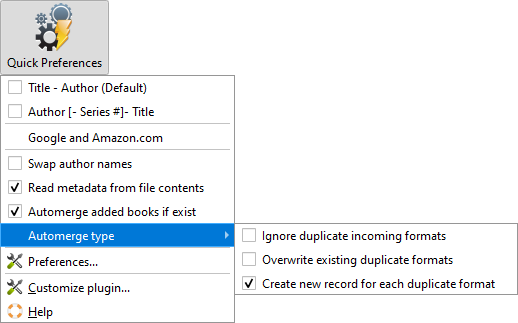 Quick Preferences
Title - Author (Default)
Author [- Series #]- Title
Google and Amazon.com
Swap author names
Read metadata from file contents
Automerge added books if exist
Automerge type
Ignore duplicate incoming formats
Overwrite existing duplicate formats
Create new record for each duplicate format
Preferences...
Customize plugin...
Help